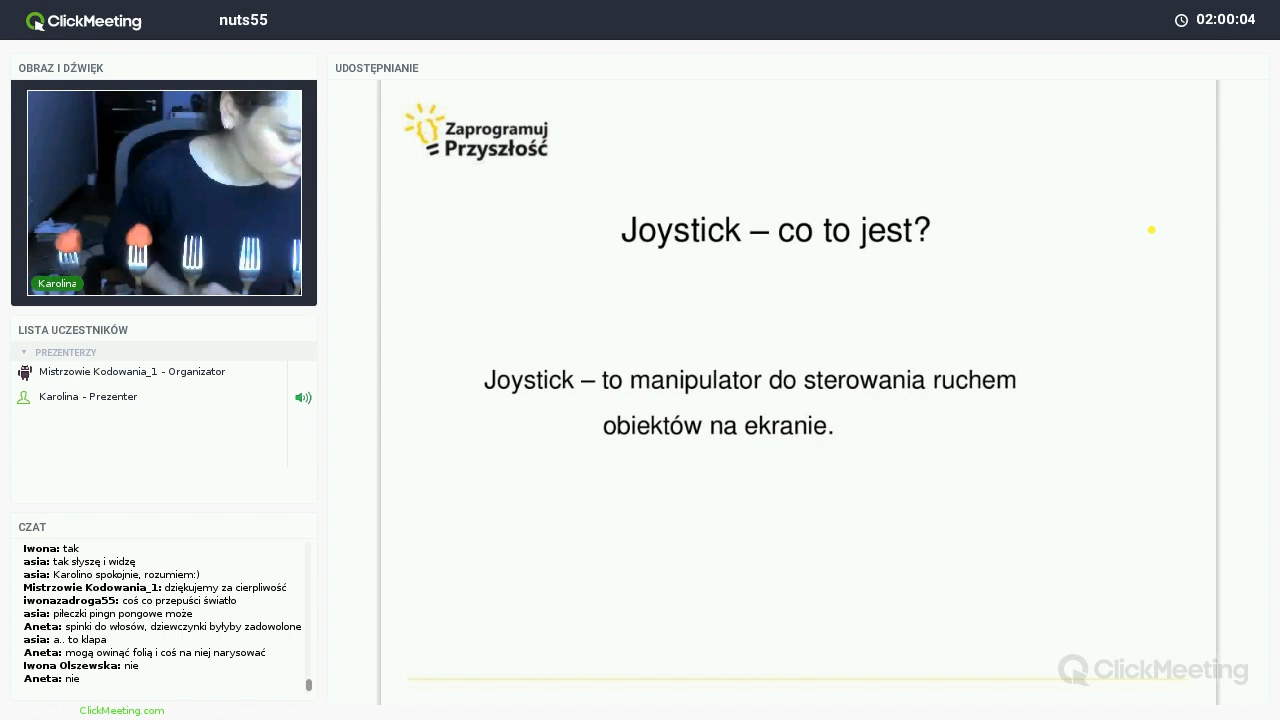 ClickMeeting
nuts55
02:00:04
OBRAZ I DŹWIĘK
Karolina
LISTA UCZESTNIKÓW
PREZENTERZY
Mistrzowie Kodowania_1 - Organizator
Karolina - Prezenter
CZAT
Iwona: tak
asia: tak słyszę i widzę
asia: Karolino spokojnie, rozumiem:)
Mistrzowie Kodowania_1: dziękujemy za cierpliwość
iwonazadroga55: coś co przepuści światło
asia: piłeczki pingn pongowe może
Aneta: spinki do włosów, dziewczynki byłyby zadowolone
asia: a.. to klapa
Aneta: mogą owinąć folią i coś na niej narysować
Iwona Olszewska: nie
Aneta: nie
ClickMeeting.com
UDOSTĘPNIANIE
Zaprogramuj
Przyszłość
Joystick – co to jest?
Joystick – to manipulator do sterowania ruchem
obiektów na ekranie.
ClickMeeting